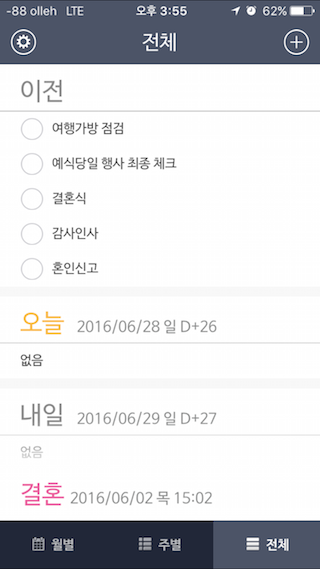 -88 olleh LTE 오후 3:55 62%
전체
이전
여행가방 점검
예식당일 행사 최종 체크
결혼식
감사인사
혼인신고
오늘 2016/06/28 일 D+26
없음
내일 2016/06/29 일 D+27
없음
결혼 2016/06/02 목 15:02
월별 주별 전체